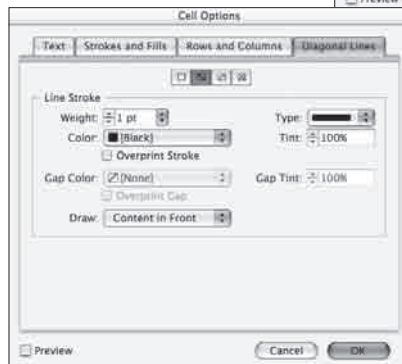 Preview
Cell Options
Text Strokes and Fills Rows and Columns Diagonal Lines
Line Stroke
Weight: 1 pt Type:
Color: [Black] Tint: 100%
Overprint Stroke
Gap Color: [None] Gap Tint: 100%
Overprint Gap
Draw: Content in Front
Preview Cancel OK